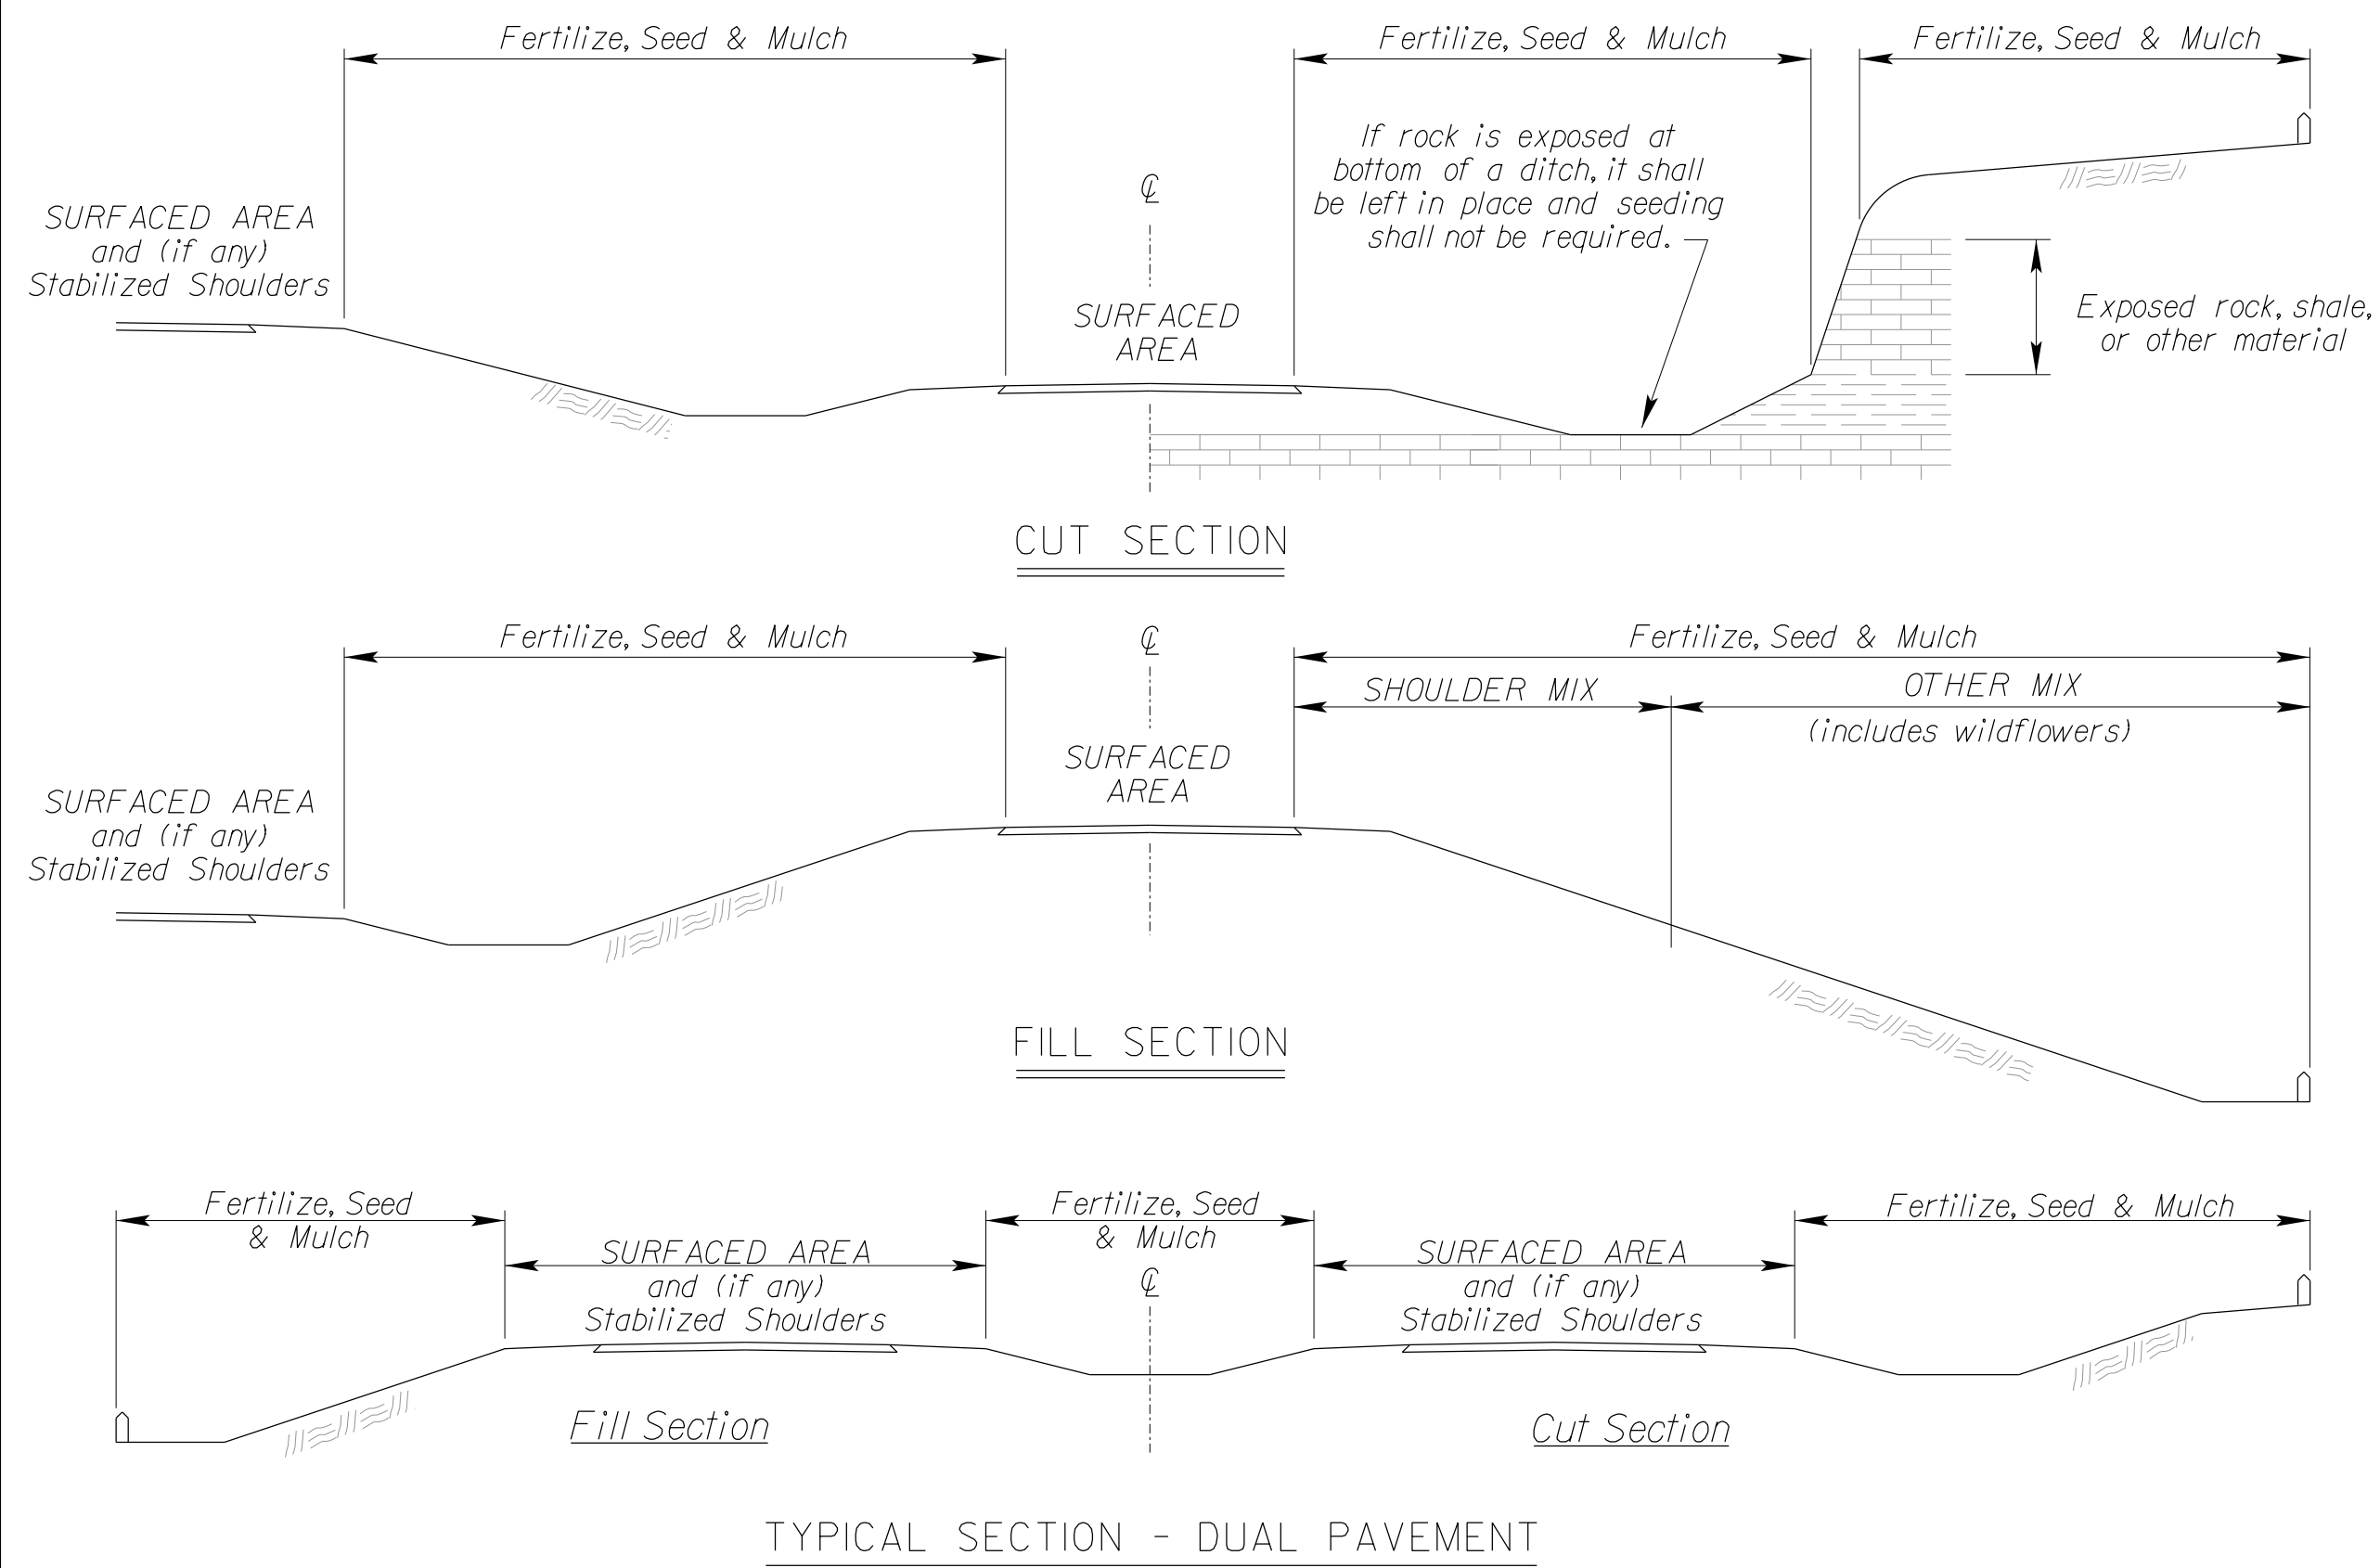 Fertilize, Seed & Mulch
Fertilize, Seed & Mulch
Fertilize, Seed & Mulch
If rock is exposed at
bottom of a ditch, it shall
be left in place and seeding
shall not be required.
SURFACED AREA
and (if any)
Stabilized Shoulders
CL
SURFACED
AREA
Exposed rock, shale,
or other material
CUT SECTION
Fertilize, Seed & Mulch
CL
Fertilize, Seed & Mulch
SHOULDER MIX
OTHER MIX
(includes wildflowers)
SURFACED AREA
and (if any)
Stabilized Shoulders
SURFACED
AREA
FILL SECTION
Fertilize, Seed
& Mulch
SURFACED AREA
and (if any)
Stabilized Shoulders
Fertilize, Seed
& Mulch
CL
SURFACED AREA
and (if any)
Stabilized Shoulders
Fertilize, Seed & Mulch
Fill Section
Cut Section
TYPICAL SECTION - DUAL PAVEMENT